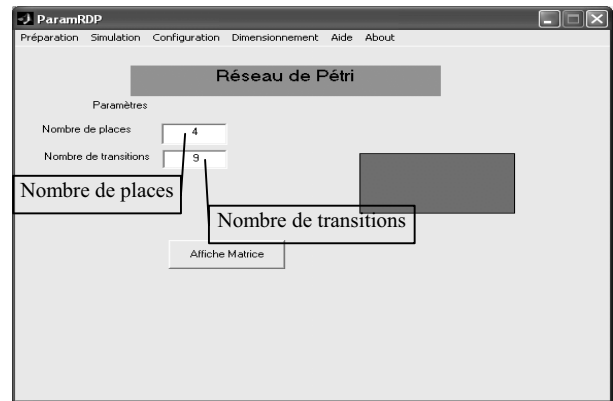 ParamRDP
Préparation Simulation Configuration Dimensionnement Aide About
Réseau de Pétri
Paramètres
Nombre de places 4
Nombre de transitions 9
Nombre de places
Nombre de transitions
Affiche Matrice